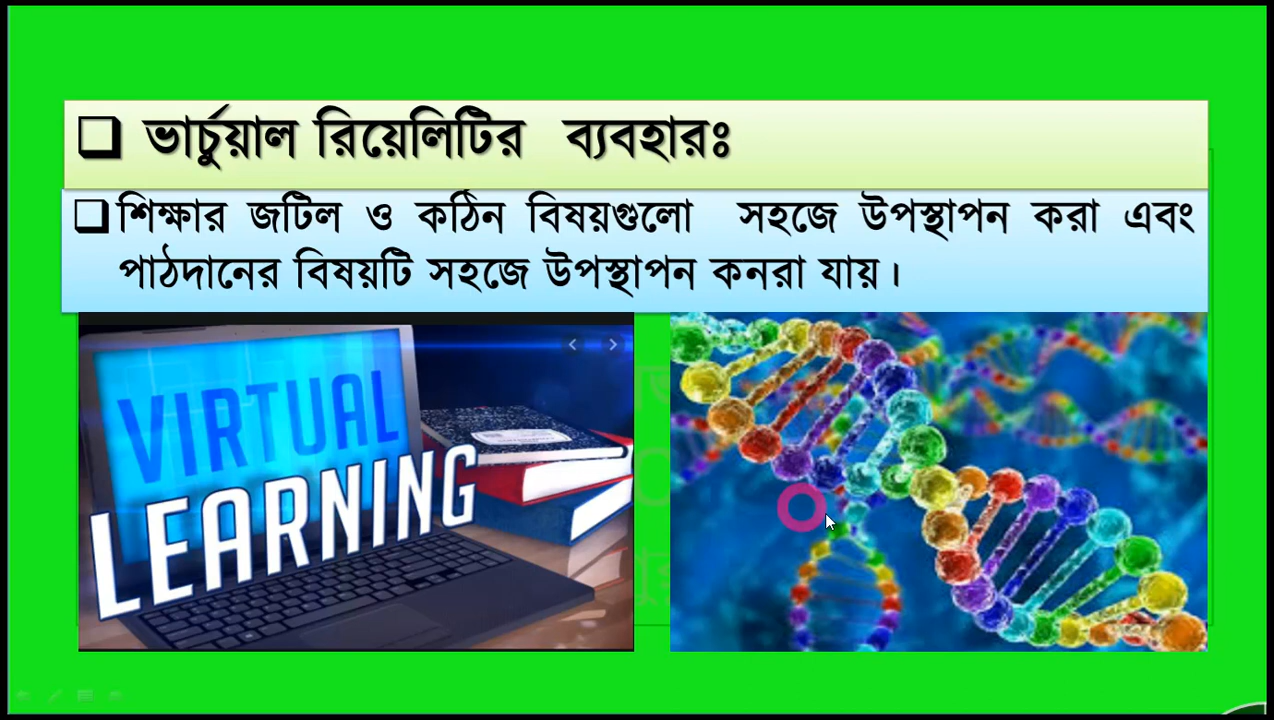 ❑ ভার্চুয়াল রিয়েলিটির ব্যবহারঃ
❑ শিক্ষার জটিল ও কঠিন বিষয়গুলো সহজে উপস্থাপন করা এবং
পাঠদানের বিষয়টি সহজে উপস্থাপন কনরা যায়।
VIRTUAL
LEARNING